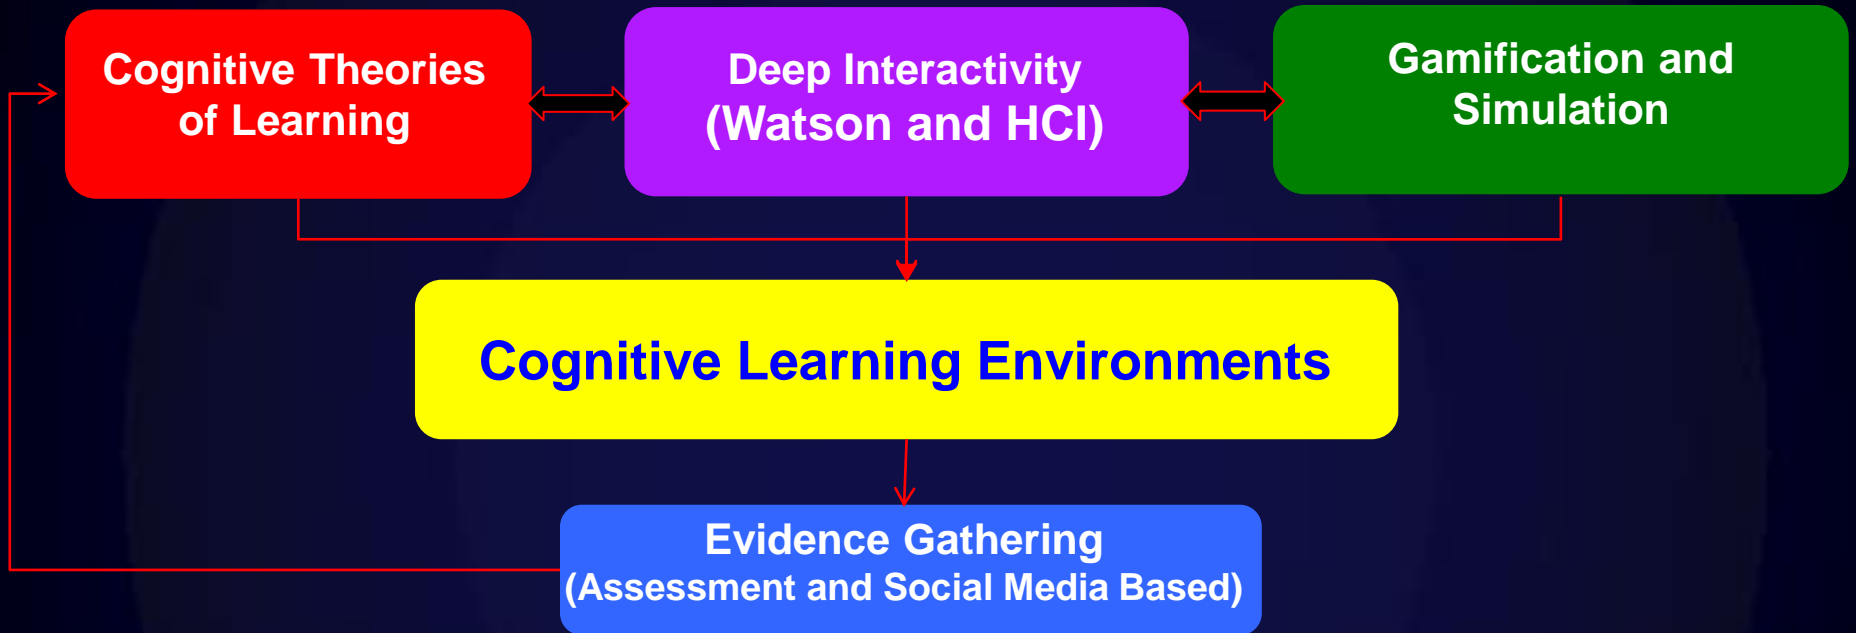 Cognitive Theories
of Learning
Deep Interactivity
(Watson and HCI)
Gamification and
Simulation
Cognitive Learning Environments
Evidence Gathering
(Assessment and Social Media Based)